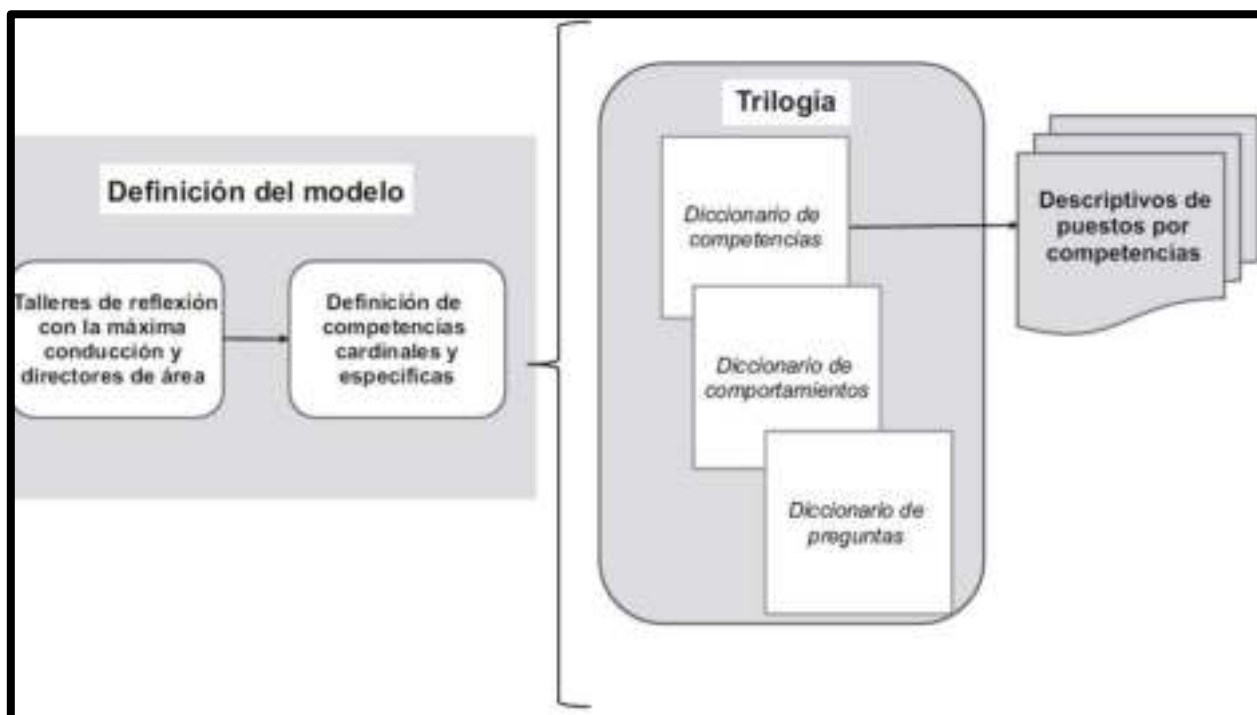 Definición del modelo
Talleres de reflexión
con la máxima
conducción y
directores de área
Definición de
competencias
cardinales y
específicas
Trilogía
Diccionario de
competencias
Diccionario de
comportamientos
Diccionario de
preguntas
Descriptivos de
puestos por
competencias